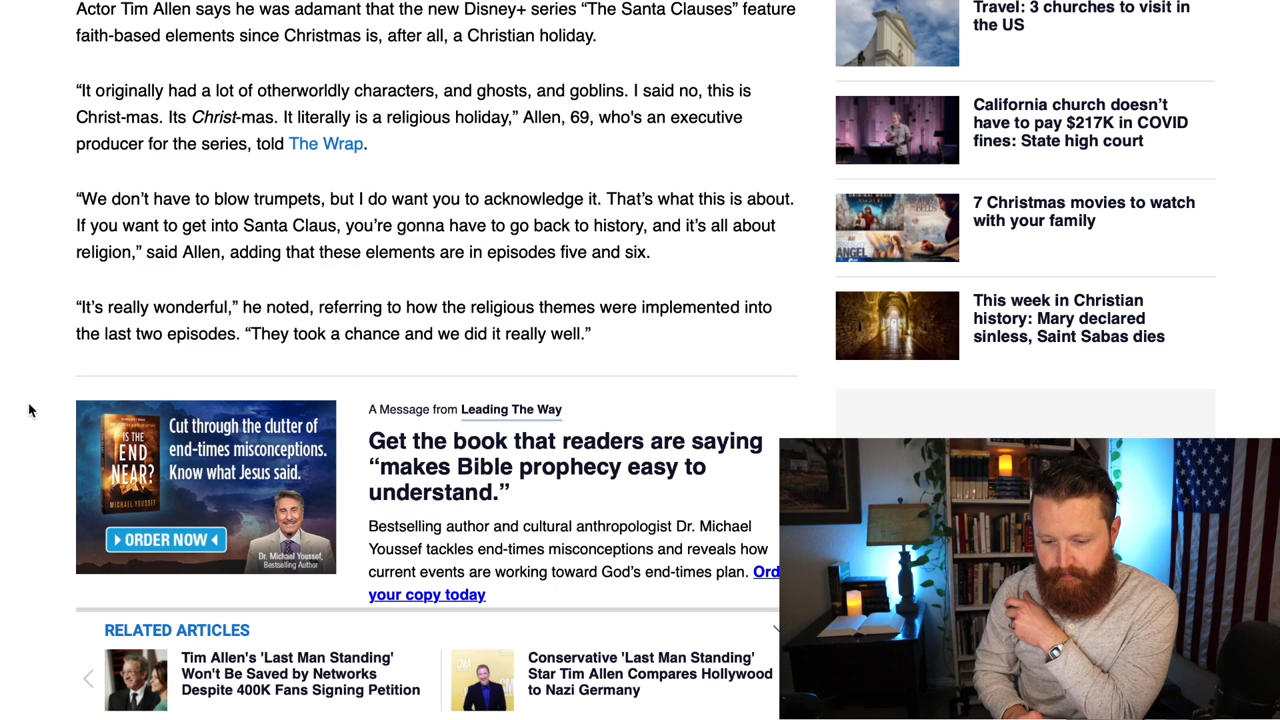 Actor Tim Allen says he was adamant that the new Disney+ series “The Santa Clauses” feature
faith-based elements since Christmas is, after all, a Christian holiday.
“It originally had a lot of otherworldly characters, and ghosts, and goblins. I said no, this is
Christ-mas. Its Christ-mas. It literally is a religious holiday,” Allen, 69, who's an executive
producer for the series, told The Wrap.
“We don’t have to blow trumpets, but I do want you to acknowledge it. That’s what this is about.
If you want to get into Santa Claus, you’re gonna have to go back to history, and it’s all about
religion,” said Allen, adding that these elements are in episodes five and six.
“It’s really wonderful,” he noted, referring to how the religious themes were implemented into
the last two episodes. “They took a chance and we did it really well.”
IS THE
END
NEAR?
MICHAEL YOUSSEF
Cut through the clutter of
end-times misconceptions.
Know what Jesus said.
ORDER NOW
Dr. Michael Youssef,
Bestselling Author
A Message from Leading The Way
Get the book that readers are saying
“makes Bible prophecy easy to
understand.”
Bestselling author and cultural anthropologist Dr. Michael
Youssef tackles end-times misconceptions and reveals how
current events are working toward God’s end-times plan. Ord
your copy today
RELATED ARTICLES
Tim Allen's 'Last Man Standing'
Won't Be Saved by Networks
Despite 400K Fans Signing Petition
Conservative 'Last Man Standing'
Star Tim Allen Compares Hollywood
to Nazi Germany
Travel: 3 churches to visit in
the US
California church doesn’t
have to pay $217K in COVID
fines: State high court
7 Christmas movies to watch
with your family
ANGEL
This week in Christian
history: Mary declared
sinless, Saint Sabas dies